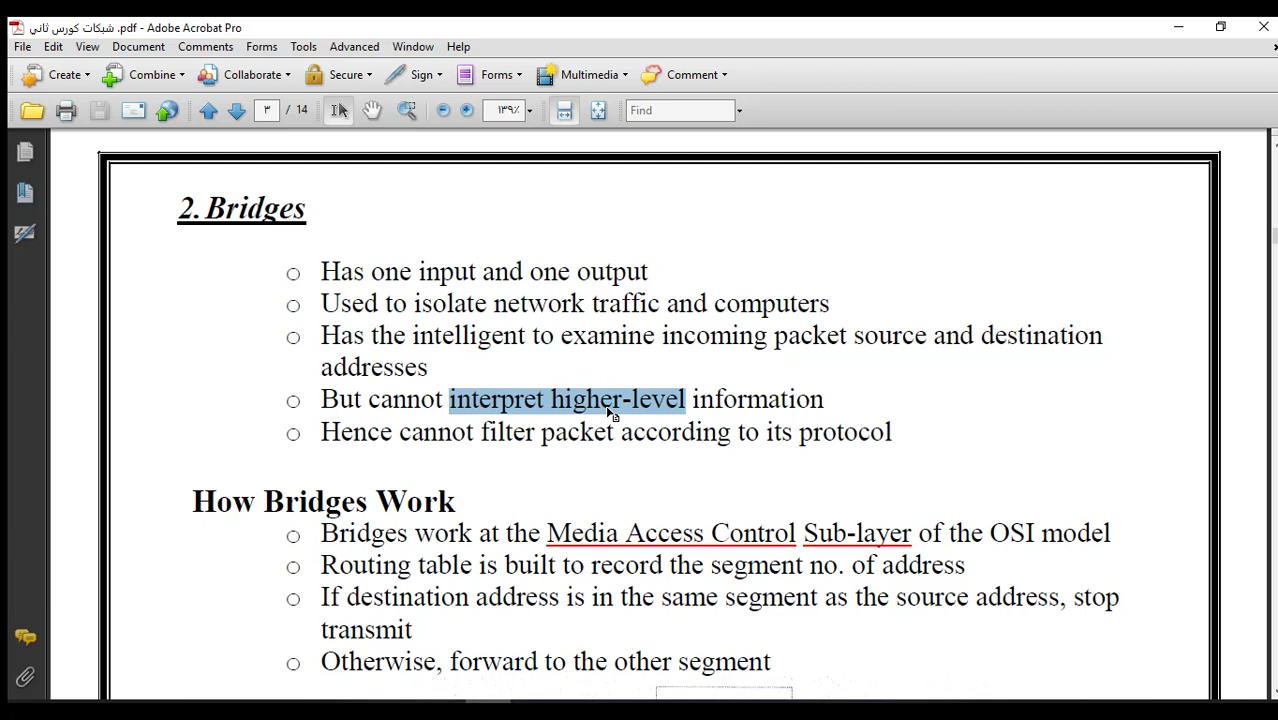 شبكات كورس ثاني .pdf - Adobe Acrobat Pro
File Edit View Document Comments Forms Tools Advanced Window Help
Create Combine Collaborate Secure Sign Forms Multimedia Comment
٣ / 14 ١٣٩٪ Find
2. Bridges
Has one input and one output
Used to isolate network traffic and computers
Has the intelligent to examine incoming packet source and destination
addresses
But cannot interpret higher-level information
Hence cannot filter packet according to its protocol
How Bridges Work
Bridges work at the Media Access Control Sub-layer of the OSI model
Routing table is built to record the segment no. of address
If destination address is in the same segment as the source address, stop
transmit
Otherwise, forward to the other segment